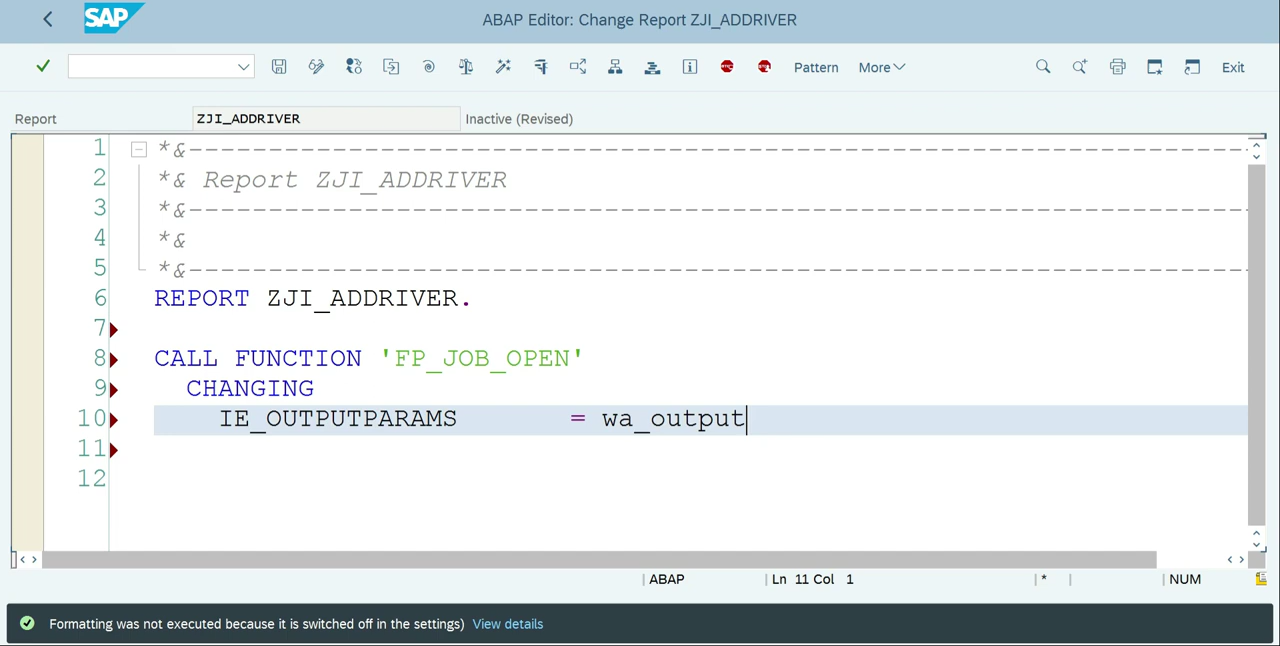 SAP ABAP Editor: Change Report ZJI_ADDRIVER
Pattern More Exit
Report ZJI_ADDRIVER Inactive (Revised)
1 *&---------------------------------------------------------------------
2 *& Report ZJI_ADDRIVER
3 *&---------------------------------------------------------------------
4 *&
5 *&---------------------------------------------------------------------
6 REPORT ZJI_ADDRIVER.
7
8 CALL FUNCTION 'FP_JOB_OPEN'
9 CHANGING
10 IE_OUTPUTPARAMS = wa_output
11
12
ABAP Ln 11 Col 1 * NUM
Formatting was not executed because it is switched off in the settings) View details